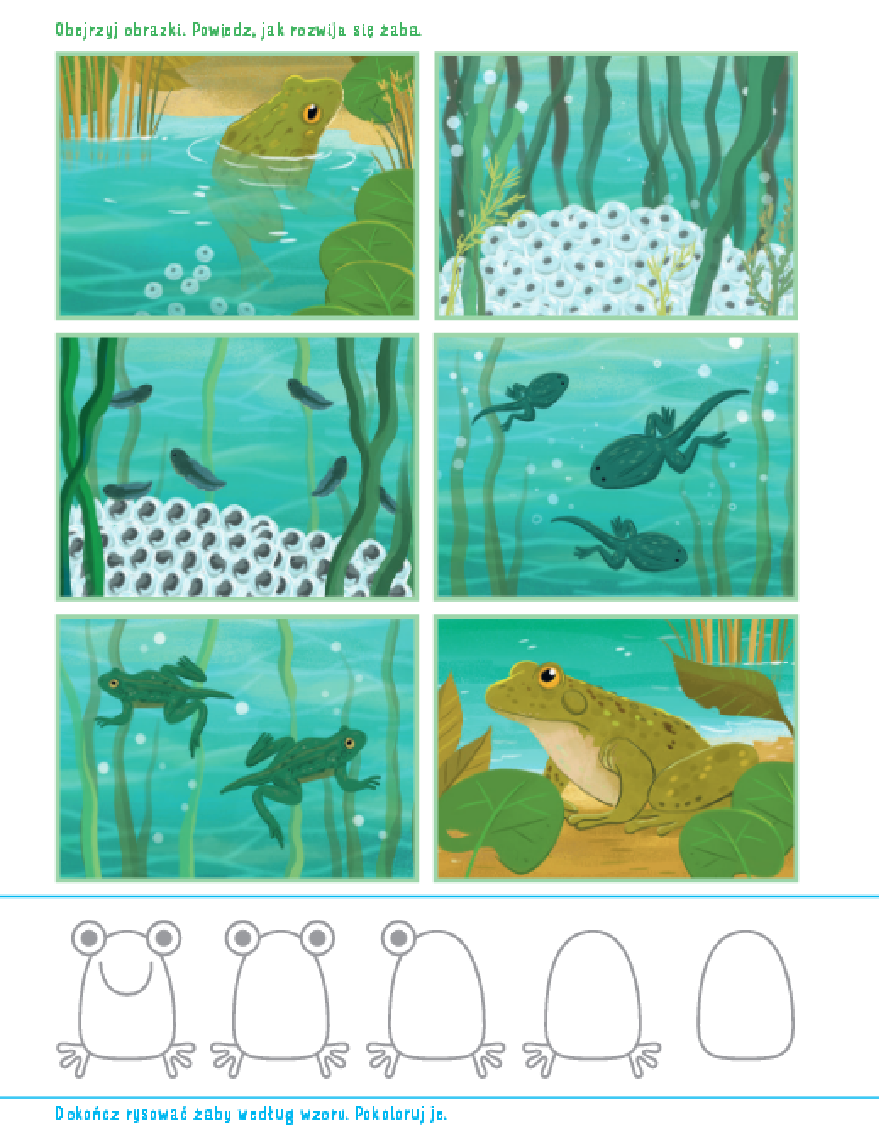 Obejrzyj obrazki. Powiedz, jak rozwija się żaba.
Dokończ rysować żaby według wzoru. Pokoloruj je.